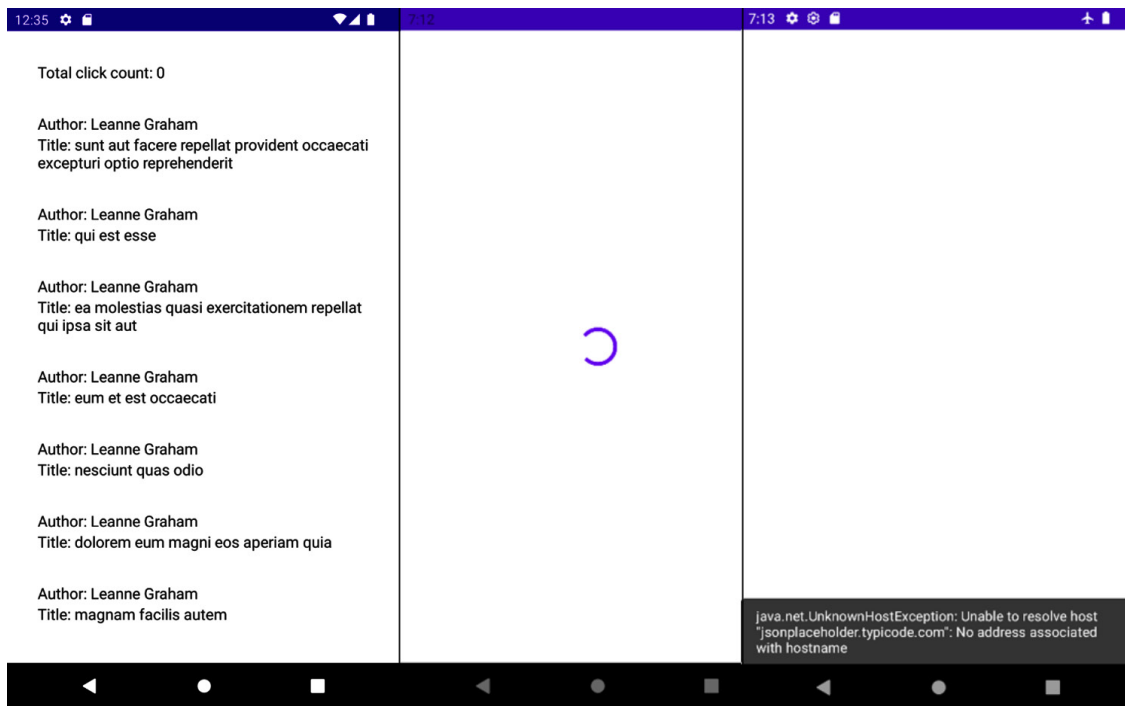 12:35
Total click count: 0
Author: Leanne Graham
Title: sunt aut facere repellat provident occaecati
excepturi optio reprehenderit
Author: Leanne Graham
Title: qui est esse
Author: Leanne Graham
Title: ea molestias quasi exercitationem repellat
qui ipsa sit aut
Author: Leanne Graham
Title: eum et est occaecati
Author: Leanne Graham
Title: nesciunt quas odio
Author: Leanne Graham
Title: dolorem eum magni eos aperiam quia
Author: Leanne Graham
Title: magnam facilis autem
7:12
7:13
java.net.UnknownHostException: Unable to resolve host
"jsonplaceholder.typicode.com": No address associated
with hostname